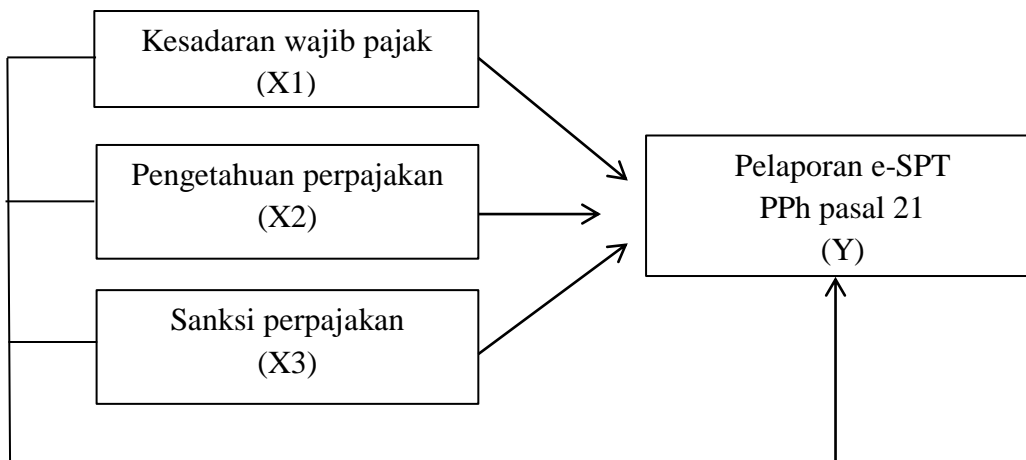 Kesadaran wajib pajak
(X1)
Pengetahuan perpajakan
(X2)
Sanksi perpajakan
(X3)
Pelaporan e-SPT
PPh pasal 21
(Y)